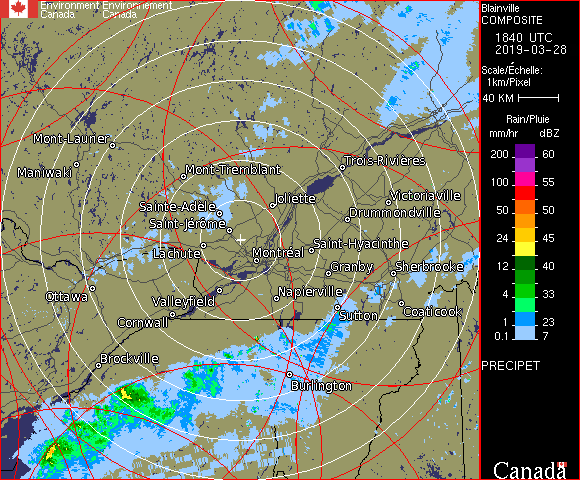 Environment Environnement
Canada Canada
Blainville
COMPOSITE
1840 UTC
2019-03-28
Scale/Échelle:
1km/Pixel
40 KM
Rain/Pluie
mm/hr dBZ
200 60
100 55
50 50
24 45
12 40
4 33
1 23
0.1 7
PRECIPET
Mont-Laurier
Maniwaki
Mont-Tremblant
Trois-Rivières
Sainte-Adèle
Joliette
Victoriaville
Saint-Jérôme
Drummondville
Lachute
Montréal
Saint-Hyacinthe
Granby
Sherbrooke
Ottawa
Valleyfield
Napierville
Cornwall
Sutton
Coaticook
Brockville
Burlington
Canada